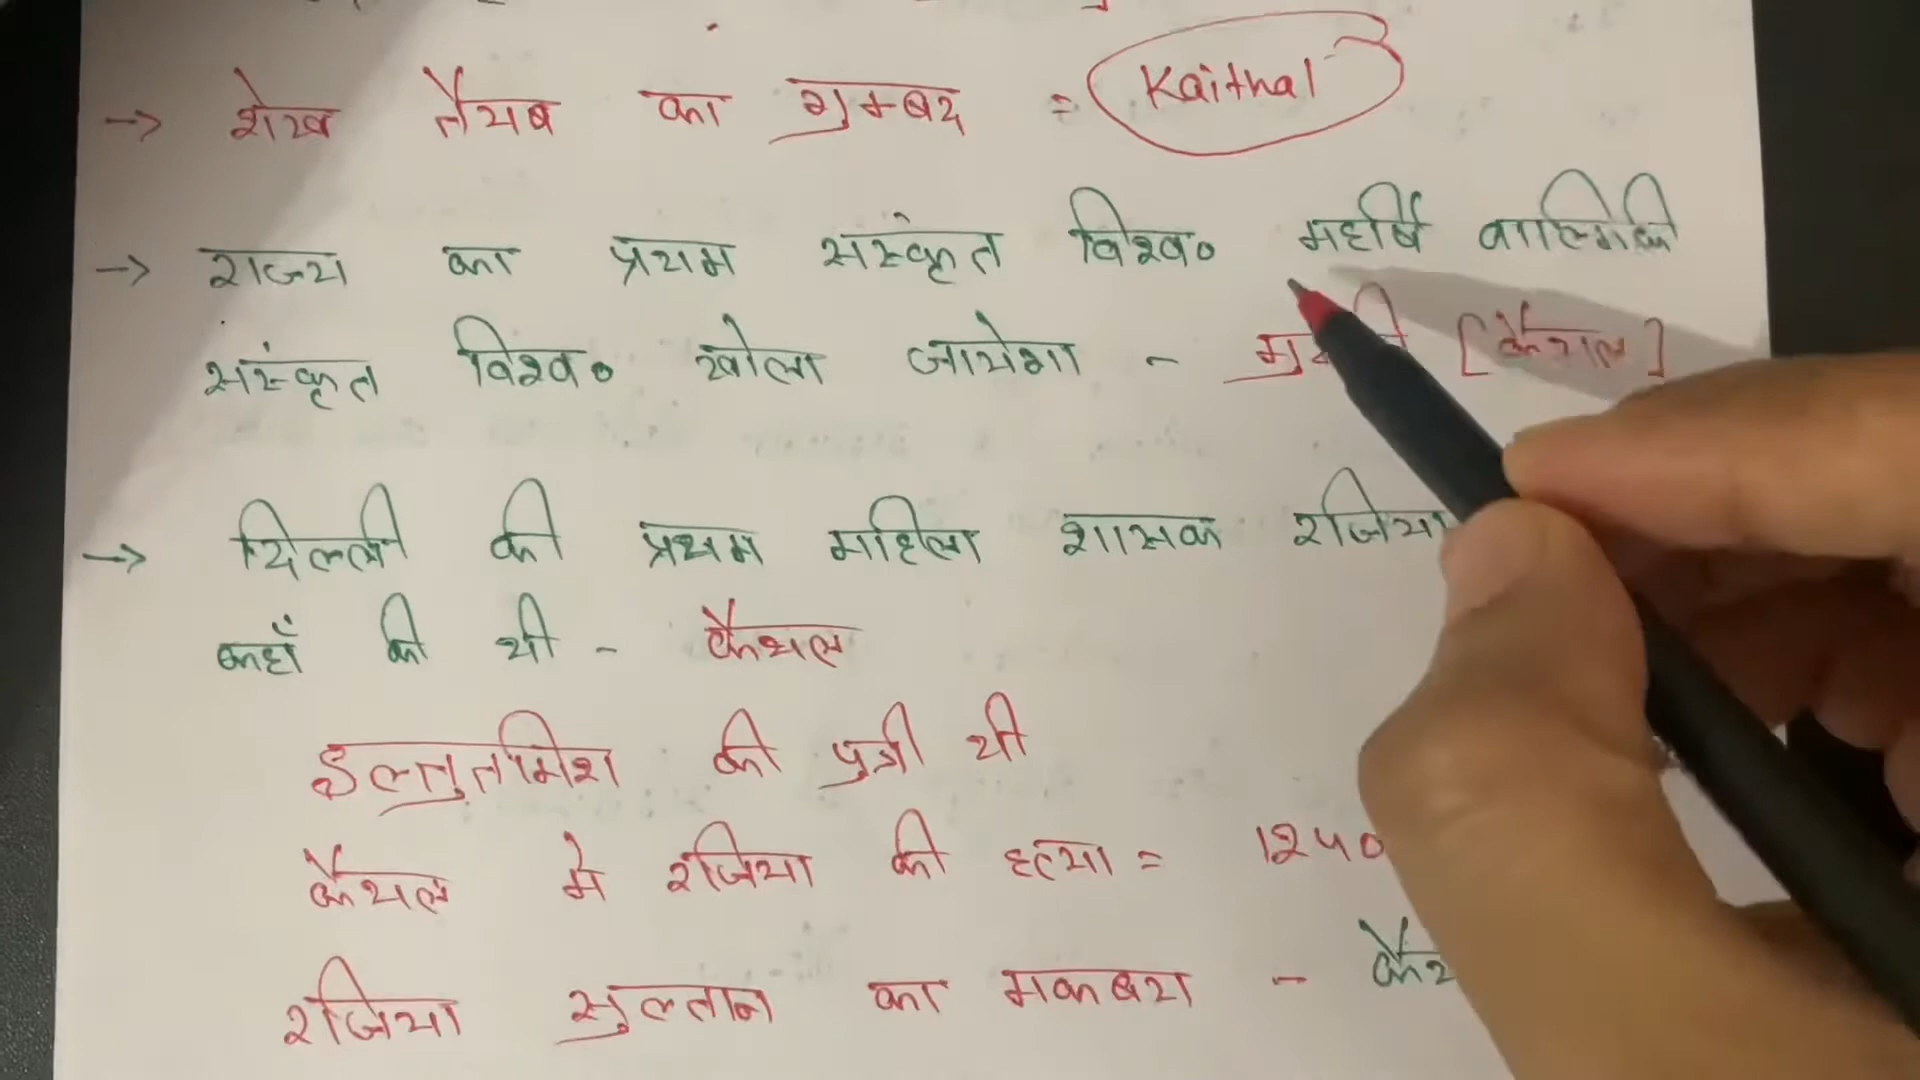 → शेख तैयब का गुम्बद = Kaithal
→ राज्य का प्रथम संस्कृत विश्व० महर्षि वाल्मिकी
संस्कृत विश्व० खोला जायेगा - [कैथल]
→ दिल्ली की प्रथम महिला शासक रजिया
कहाँ की थी - कैथल
इल्तुतमिश की पुत्री थी
कैथल मे रजिया की हत्या = 1240
रजिया सुल्तान का मकबरा -